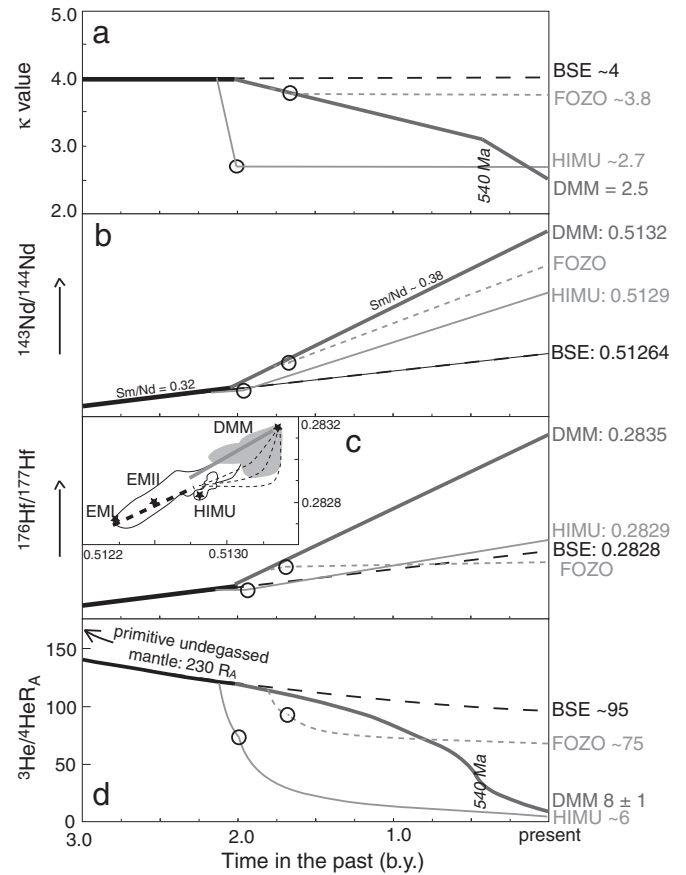 a
5.0
4.0
3.0
2.0
κ value
BSE ~4
FOZO ~3.8
HIMU ~2.7
DMM = 2.5
540 Ma
b
143Nd/144Nd
Sm/Nd = 0.32
Sm/Nd ~ 0.38
DMM: 0.5132
FOZO
HIMU: 0.5129
BSE: 0.51264
c
176Hf/177Hf
DMM
EMII
EMI
HIMU
0.2832
0.2828
0.5122
0.5130
DMM: 0.2835
HIMU: 0.2829
BSE: 0.2828
FOZO
d
3He/4HeRA
150
100
50
0
primitive undegassed
mantle: 230 RA
540 Ma
BSE ~95
FOZO ~75
DMM 8 ± 1
HIMU ~6
3.0
2.0
1.0
present
Time in the past (b.y.)